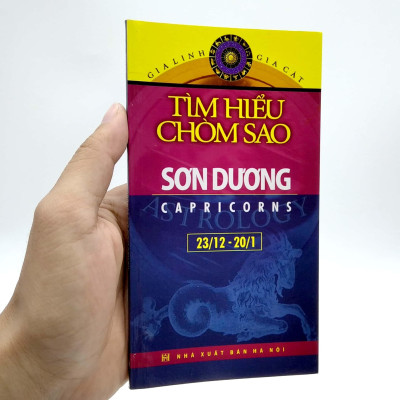 GIA LINH GIA CÁT
TÌM HIỂU
CHÒM SAO
SƠN DƯƠNG
CAPRICORNS
ASTROLOGY
23/12 - 20/1
NHÀ XUẤT BẢN HÀ NỘI